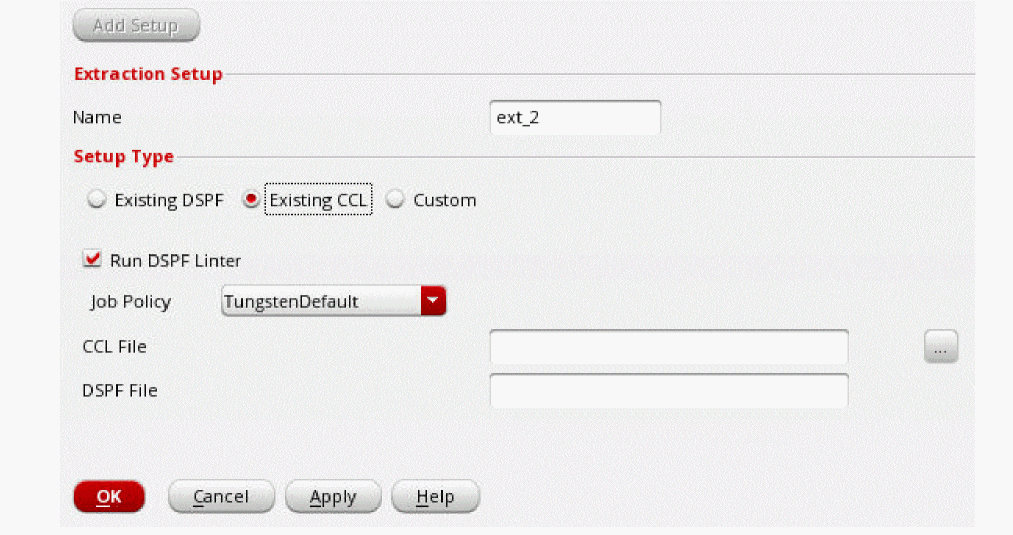 Add Setup
Extraction Setup
Name ext_2
Setup Type
Existing DSPF Existing CCL Custom
Run DSPF Linter
Job Policy TungstenDefault
CCL File ...
DSPF File
OK Cancel Apply Help